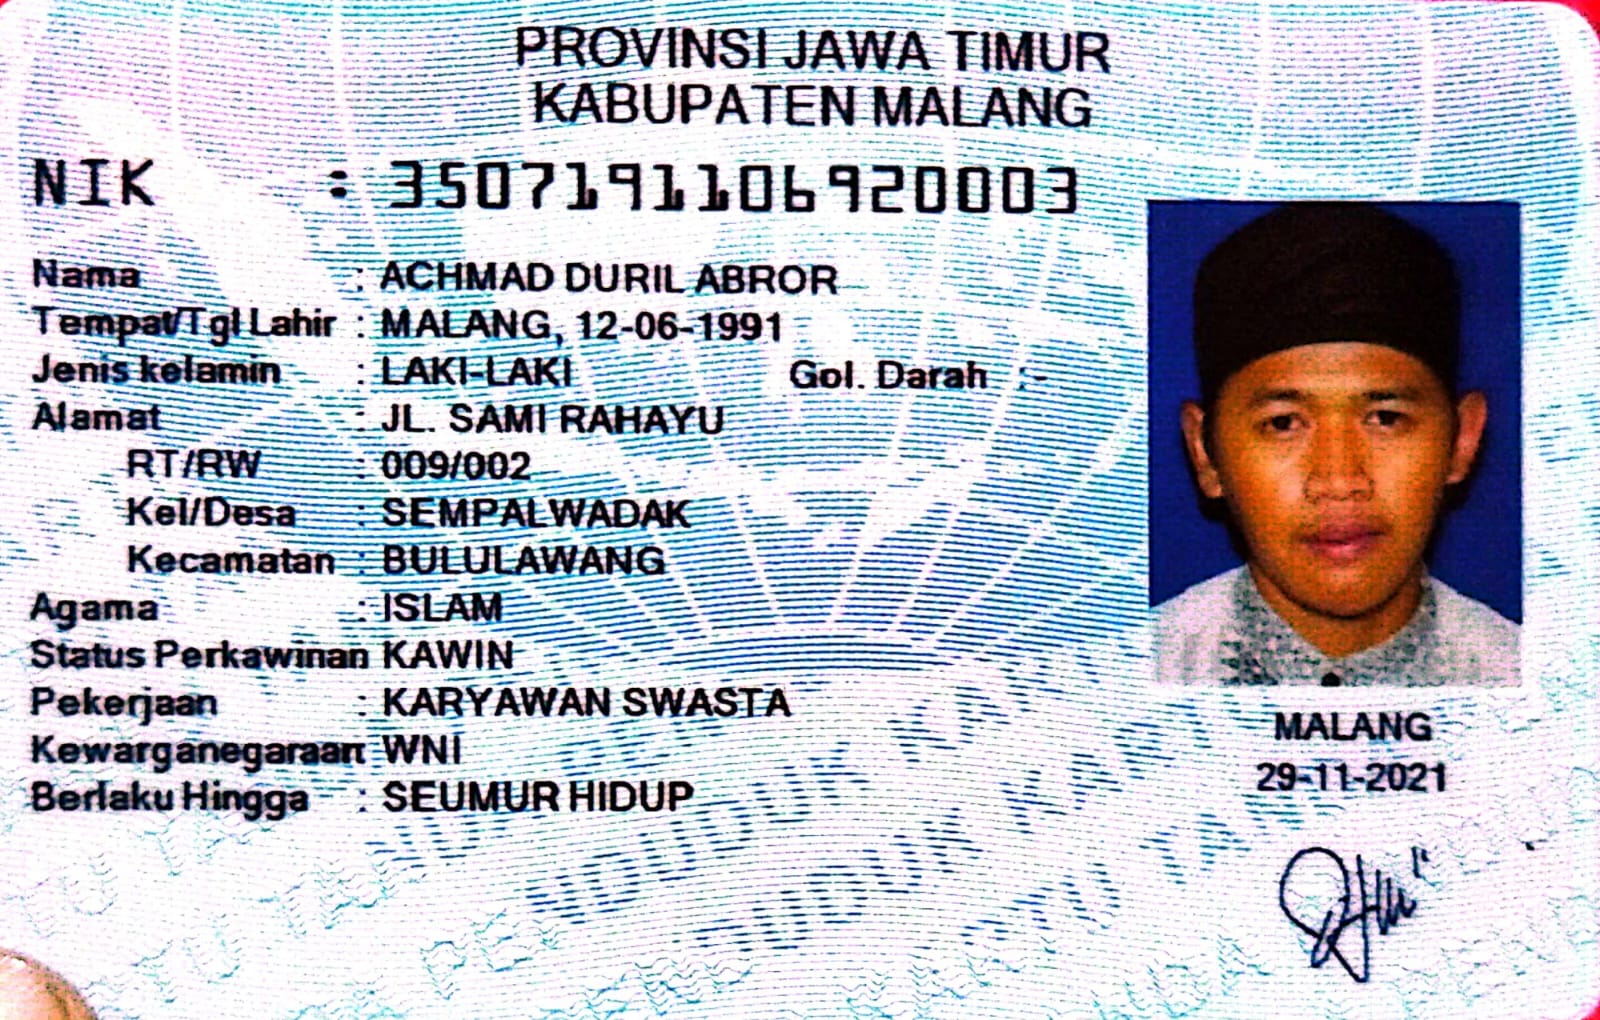 PROVINSI JAWA TIMUR
KABUPATEN MALANG
NIK : 3507191106920003
Nama : ACHMAD DURIL ABROR
Tempat/Tgl Lahir : MALANG, 12-06-1991
Jenis kelamin : LAKI-LAKI Gol. Darah :-
Alamat : JL. SAMI RAHAYU
RT/RW : 009/002
Kel/Desa : SEMPALWADAK
Kecamatan : BULULAWANG
Agama : ISLAM
Status Perkawinan KAWIN
Pekerjaan : KARYAWAN SWASTA
Kewarganegaraan WNI
Berlaku Hingga : SEUMUR HIDUP
MALANG
29-11-2021